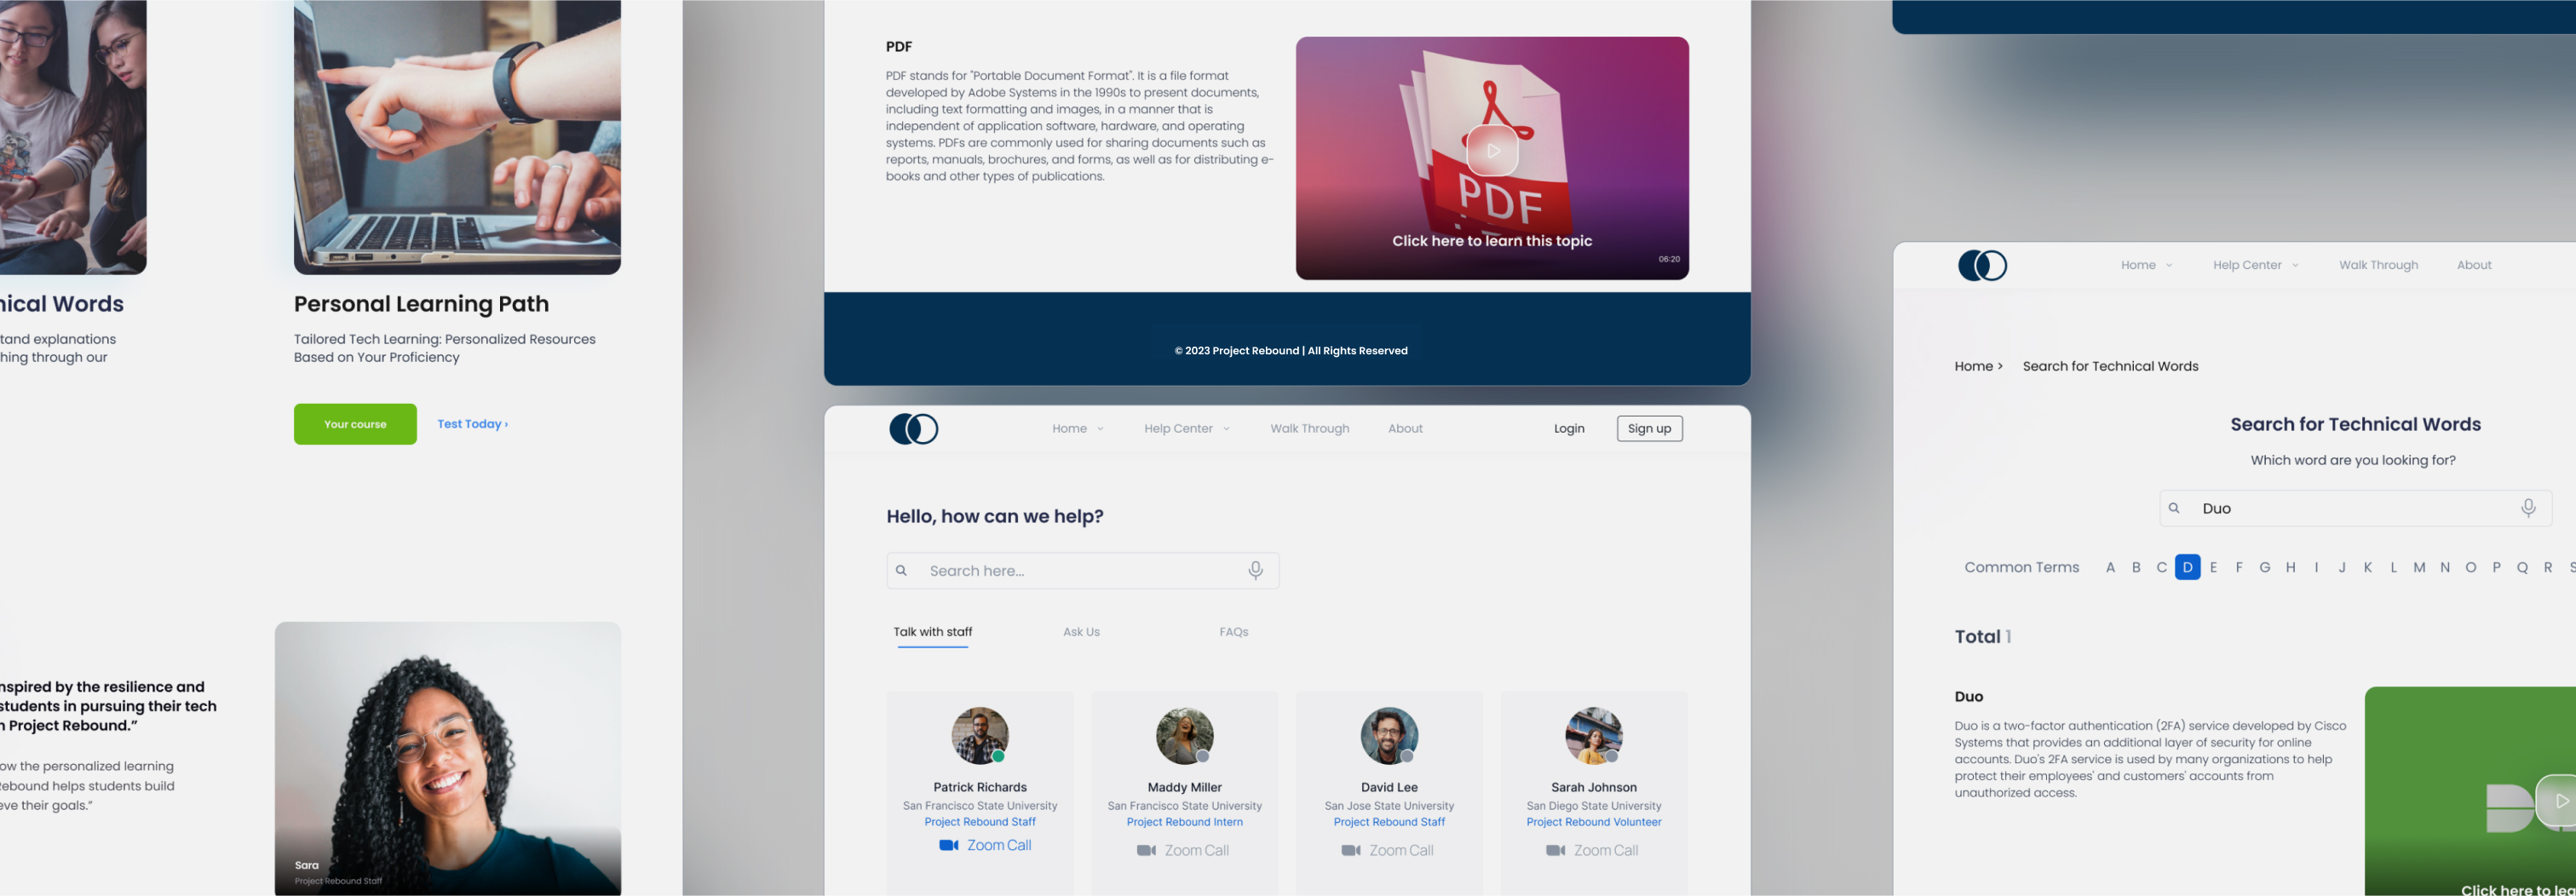 nical Words
tand explanations
hing through our
Personal Learning Path
Tailored Tech Learning: Personalized Resources
Based on Your Proficiency
Your course
Test Today ›
nspired by the resilience and
students in pursuing their tech
n Project Rebound.”
ow the personalized learning
Rebound helps students build
eve their goals.”
Sara
Project Rebound Staff
PDF
PDF stands for "Portable Document Format". It is a file format
developed by Adobe Systems in the 1990s to present documents,
including text formatting and images, in a manner that is
independent of application software, hardware, and operating
systems. PDFs are commonly used for sharing documents such as
reports, manuals, brochures, and forms, as well as for distributing e-
books and other types of publications.
PDF
Click here to learn this topic
06:20
© 2023 Project Rebound | All Rights Reserved
Home
Help Center
Walk Through
About
Login
Sign up
Hello, how can we help?
Search here...
Talk with staff
Ask Us
FAQs
Patrick Richards
San Francisco State University
Project Rebound Staff
Zoom Call
Maddy Miller
San Francisco State University
Project Rebound Intern
Zoom Call
David Lee
San Jose State University
Project Rebound Staff
Zoom Call
Sarah Johnson
San Diego State University
Project Rebound Volunteer
Zoom Call
Home
Help Center
Walk Through
About
Home > Search for Technical Words
Search for Technical Words
Which word are you looking for?
Duo
Common Terms A B C D E F G H I J K L M N O P Q R S
Total 1
Duo
Duo is a two-factor authentication (2FA) service developed by Cisco
Systems that provides an additional layer of security for online
accounts. Duo's 2FA service is used by many organizations to help
protect their employees' and customers' accounts from
unauthorized access.
Click here to lea